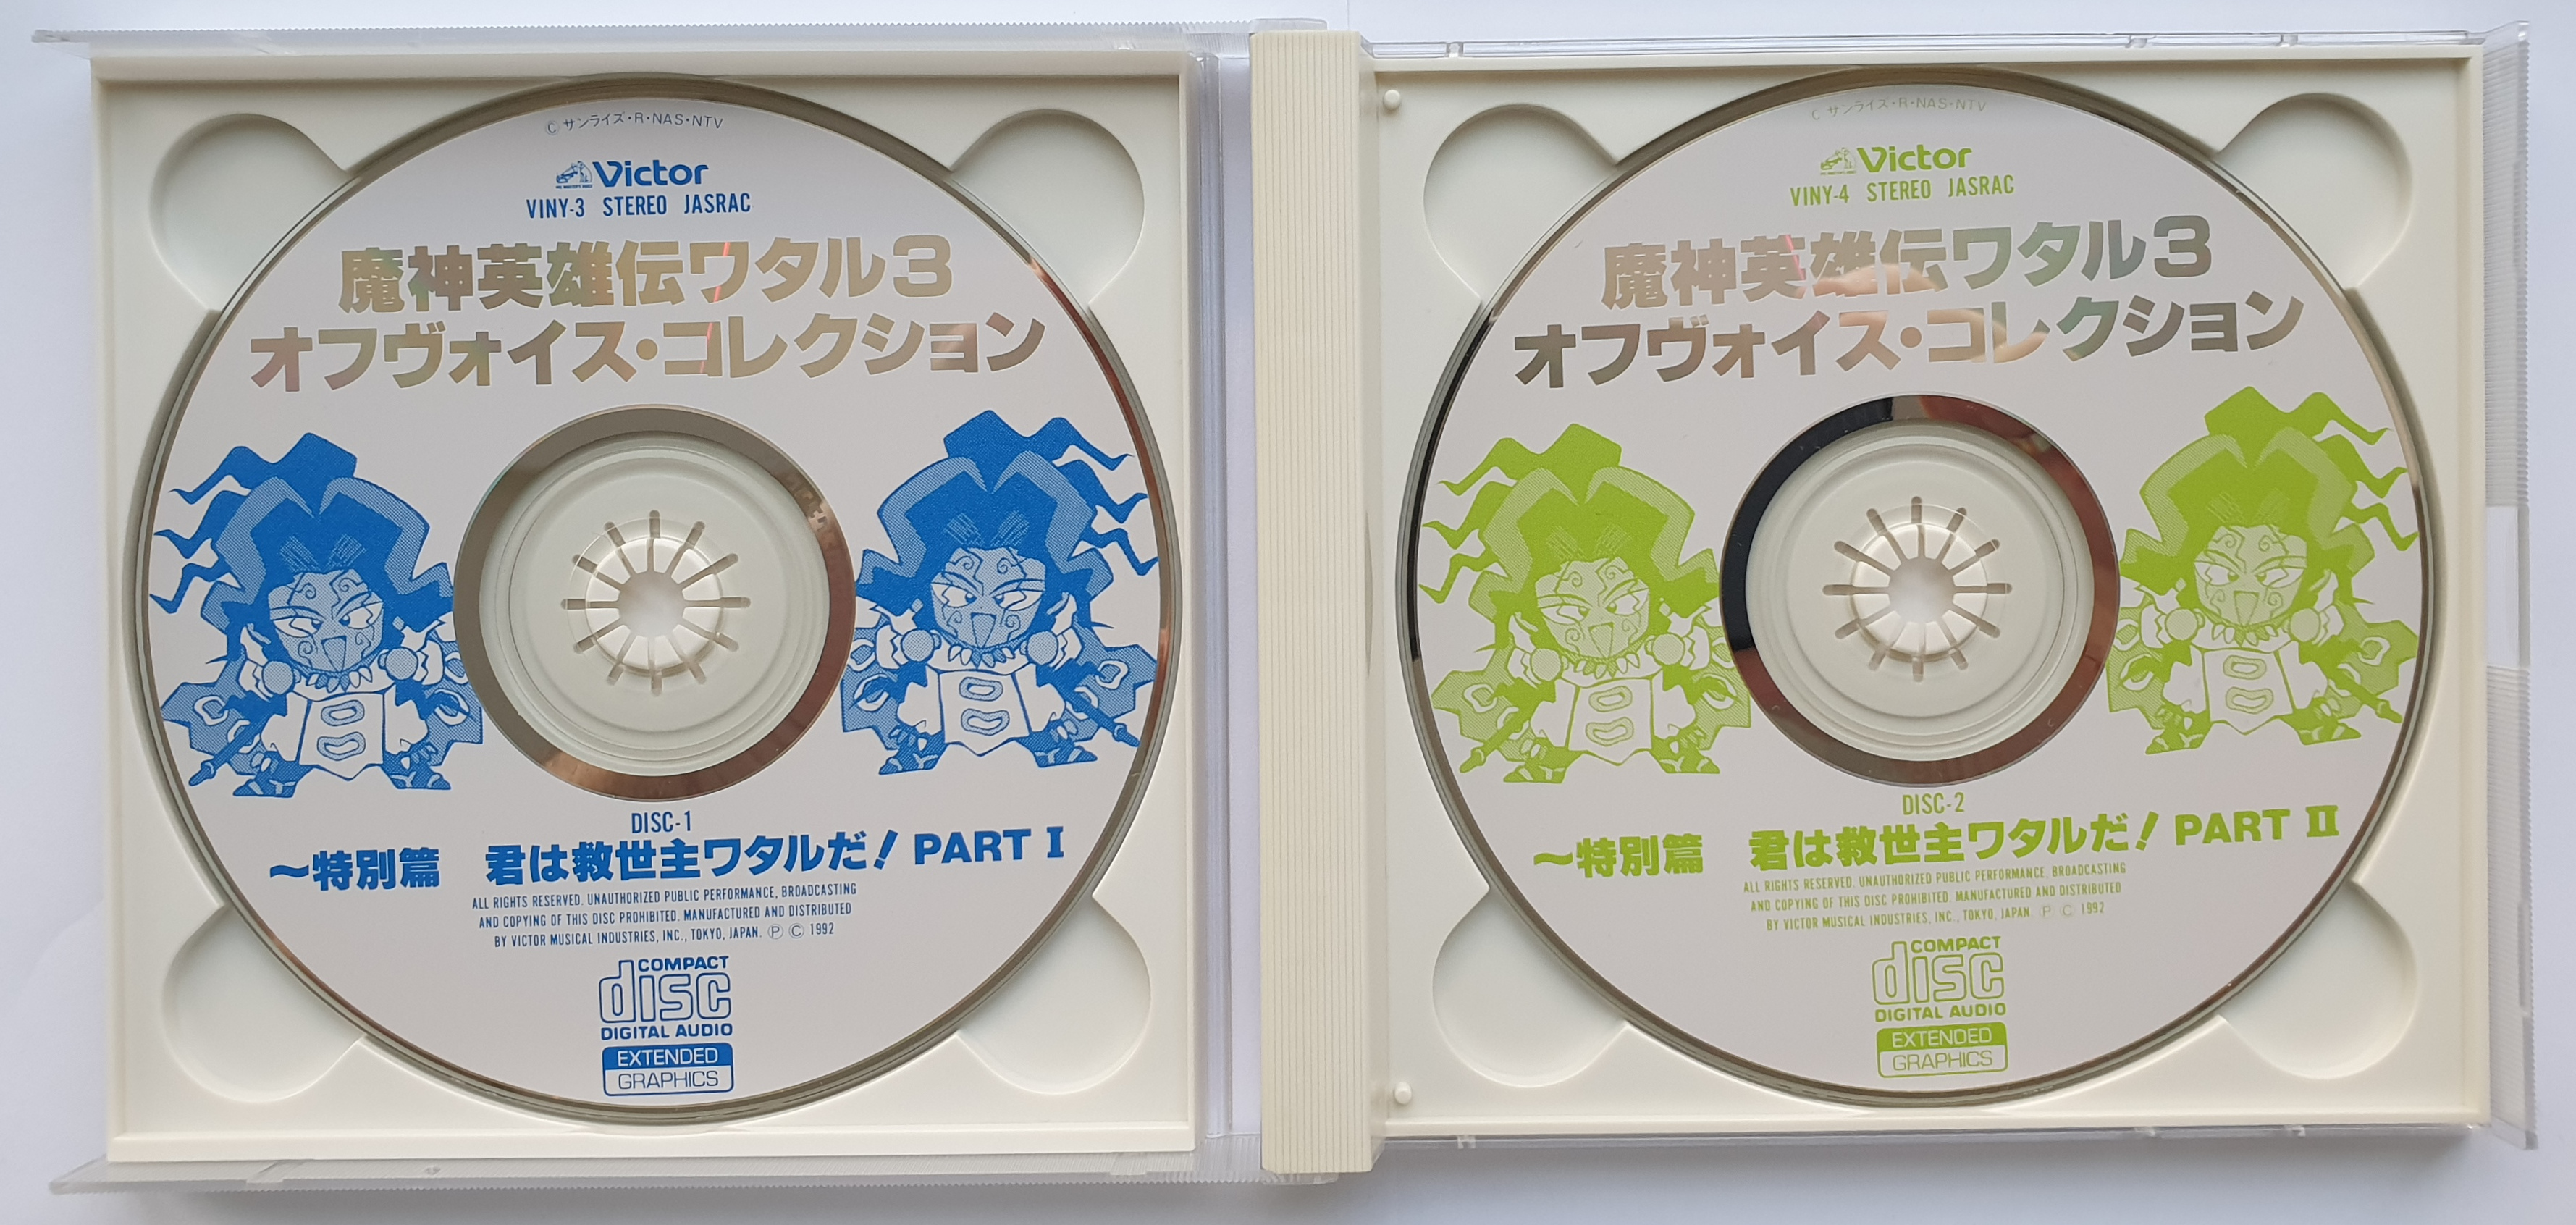 © サンライズ・R・NAS・NTV
Victor
VINY-3 STEREO JASRAC
魔神英雄伝ワタル3
オフヴォイス・コレクション
DISC-1
〜特別篇 君は救世主ワタルだ! PART I
ALL RIGHTS RESERVED. UNAUTHORIZED PUBLIC PERFORMANCE, BROADCASTING
AND COPYING OF THIS DISC PROHIBITED. MANUFACTURED AND DISTRIBUTED
BY VICTOR MUSICAL INDUSTRIES, INC., TOKYO, JAPAN. Ⓟ © 1992
COMPACT
disc
DIGITAL AUDIO
EXTENDED
GRAPHICS
© サンライズ・R・NAS・NTV
Victor
VINY-4 STEREO JASRAC
魔神英雄伝ワタル3
オフヴォイス・コレクション
DISC-2
〜特別篇 君は救世主ワタルだ! PART II
ALL RIGHTS RESERVED. UNAUTHORIZED PUBLIC PERFORMANCE, BROADCASTING
AND COPYING OF THIS DISC PROHIBITED. MANUFACTURED AND DISTRIBUTED
BY VICTOR MUSICAL INDUSTRIES, INC., TOKYO, JAPAN. Ⓟ © 1992
COMPACT
disc
DIGITAL AUDIO
EXTENDED
GRAPHICS